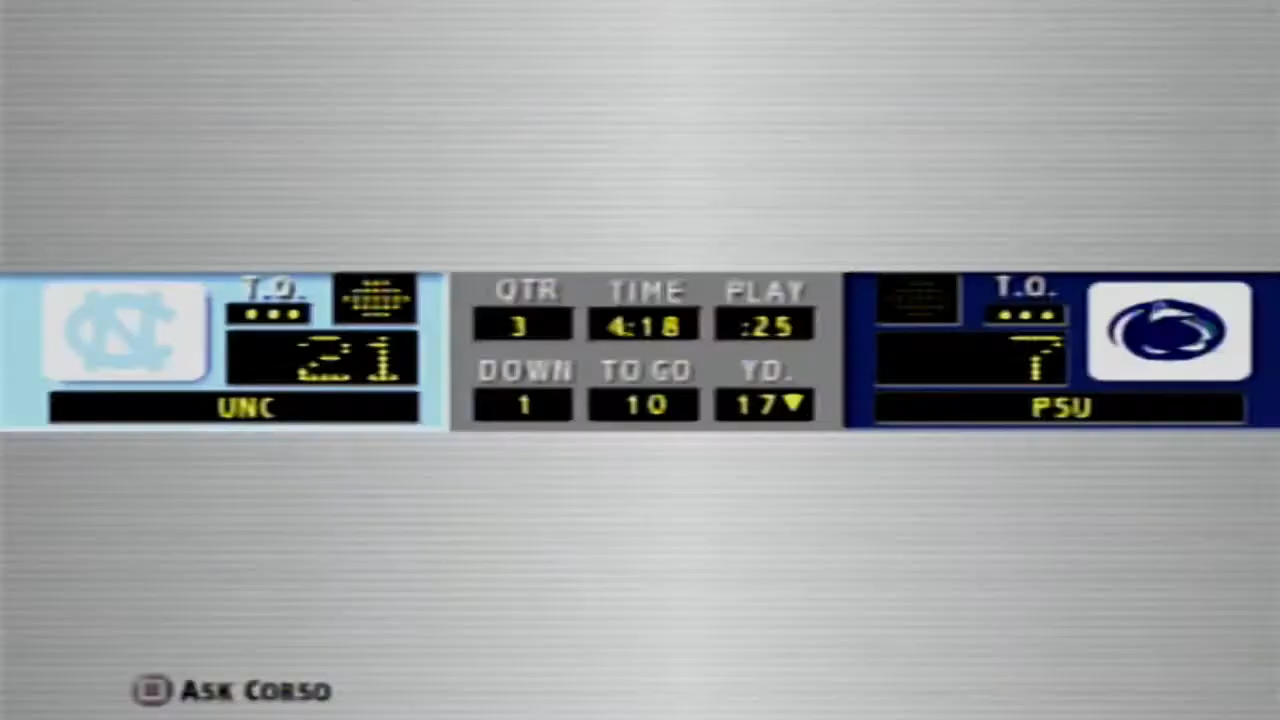 T.O. QTR TIME PLAY T.O.
3 4:18 :25
21 7
DOWN TO GO YD.
UNC 1 10 17▼ PSU
NC
ASK CORSO